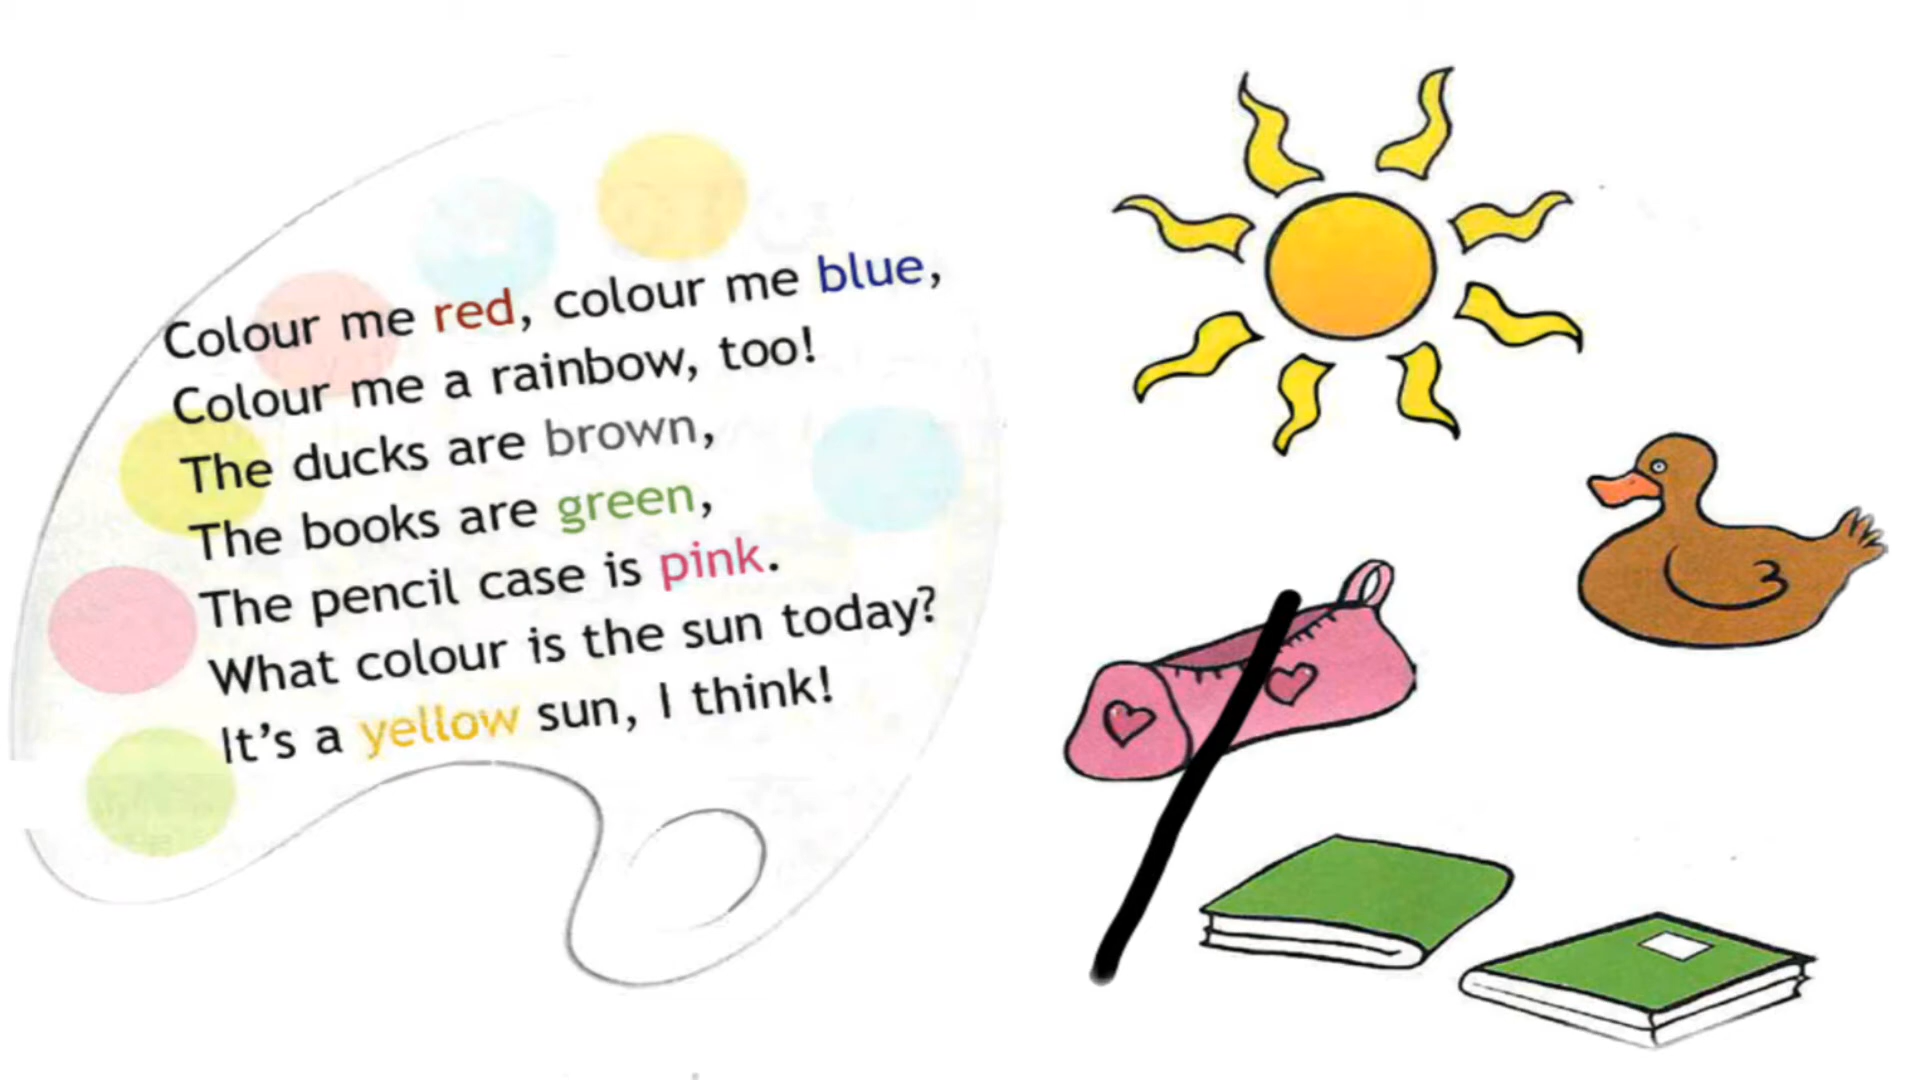 Colour me red, colour me blue,
Colour me a rainbow, too!
The ducks are brown,
The books are green,
The pencil case is pink.
What colour is the sun today?
It's a yellow sun, I think!